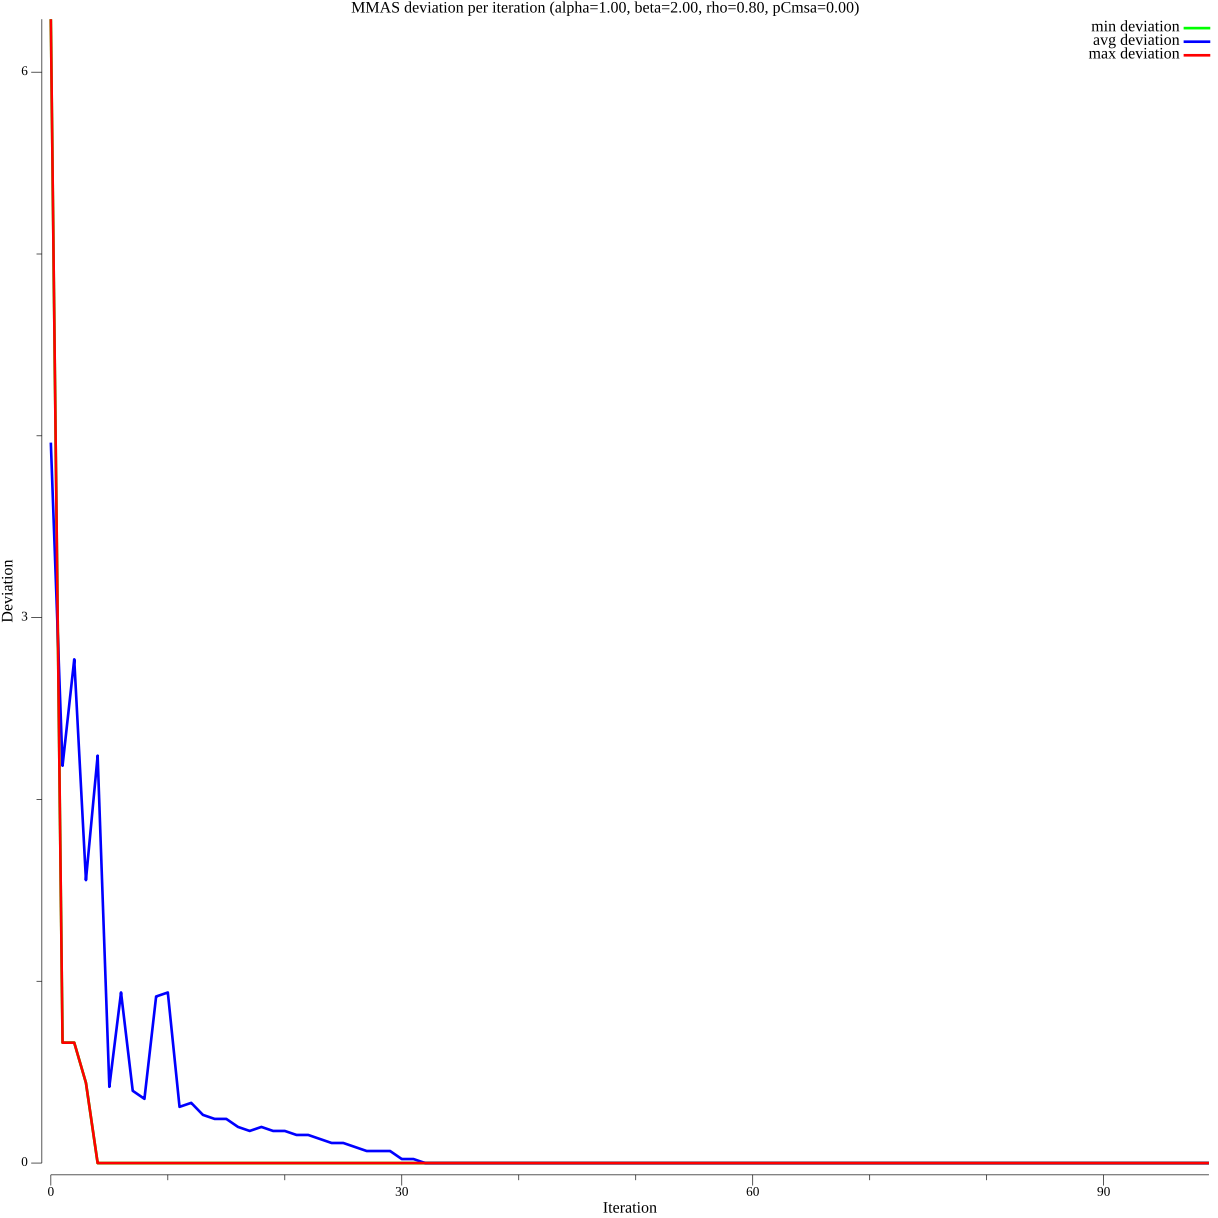 MMAS deviation per iteration (alpha=1.00, beta=2.00, rho=0.80, pCmsa=0.00)
min deviation
avg deviation
max deviation
6
3
0
Deviation
0 30 60 90
Iteration